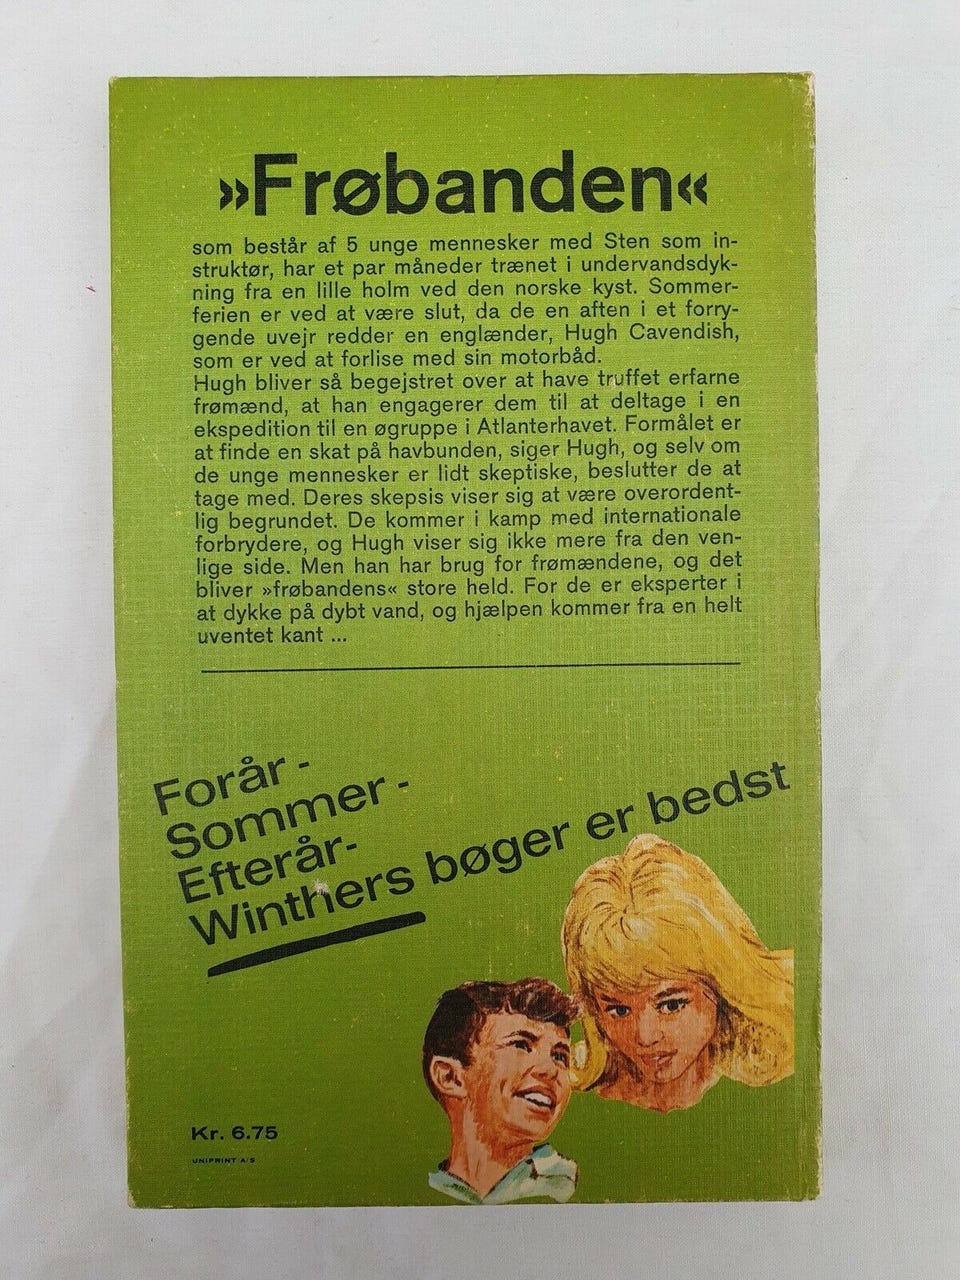 »Frøbanden«
som består af 5 unge mennesker med Sten som in-
struktør, har et par måneder trænet i undervandsdyk-
ning fra en lille holm ved den norske kyst. Sommer-
ferien er ved at være slut, da de en aften i et forry-
gende uvejr redder en englænder, Hugh Cavendish,
som er ved at forlise med sin motorbåd.
Hugh bliver så begejstret over at have truffet erfarne
frømænd, at han engagerer dem til at deltage i en
ekspedition til en øgruppe i Atlanterhavet. Formålet er
at finde en skat på havbunden, siger Hugh, og selv om
de unge mennesker er lidt skeptiske, beslutter de at
tage med. Deres skepsis viser sig at være overordent-
lig begrundet. De kommer i kamp med internationale
forbrydere, og Hugh viser sig ikke mere fra den ven-
lige side. Men han har brug for frømændene, og det
bliver »frøbandens« store held. For de er eksperter i
at dykke på dybt vand, og hjælpen kommer fra en helt
uventet kant ...
Forår -
Sommer -
Efterår-
Winthers bøger er bedst
Kr. 6.75
UNIPRINT A/S